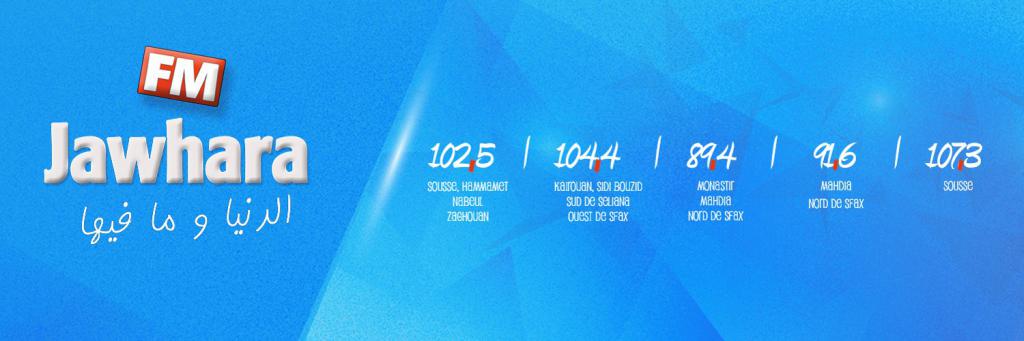 FM
Jawhara
الدنيا و ما فيها
102,5 | 104,4 | 89,4 | 91,6 | 107,3
SOUSSE, HAMMAMET
NABEUL
ZAGHOUAN
KAIROUAN, SIDI BOUZID
SUD DE SELIANA
OUEST DE SFAX
MONASTIR
MAHDIA
NORD DE SFAX
MAHDIA
NORD DE SFAX
SOUSSE